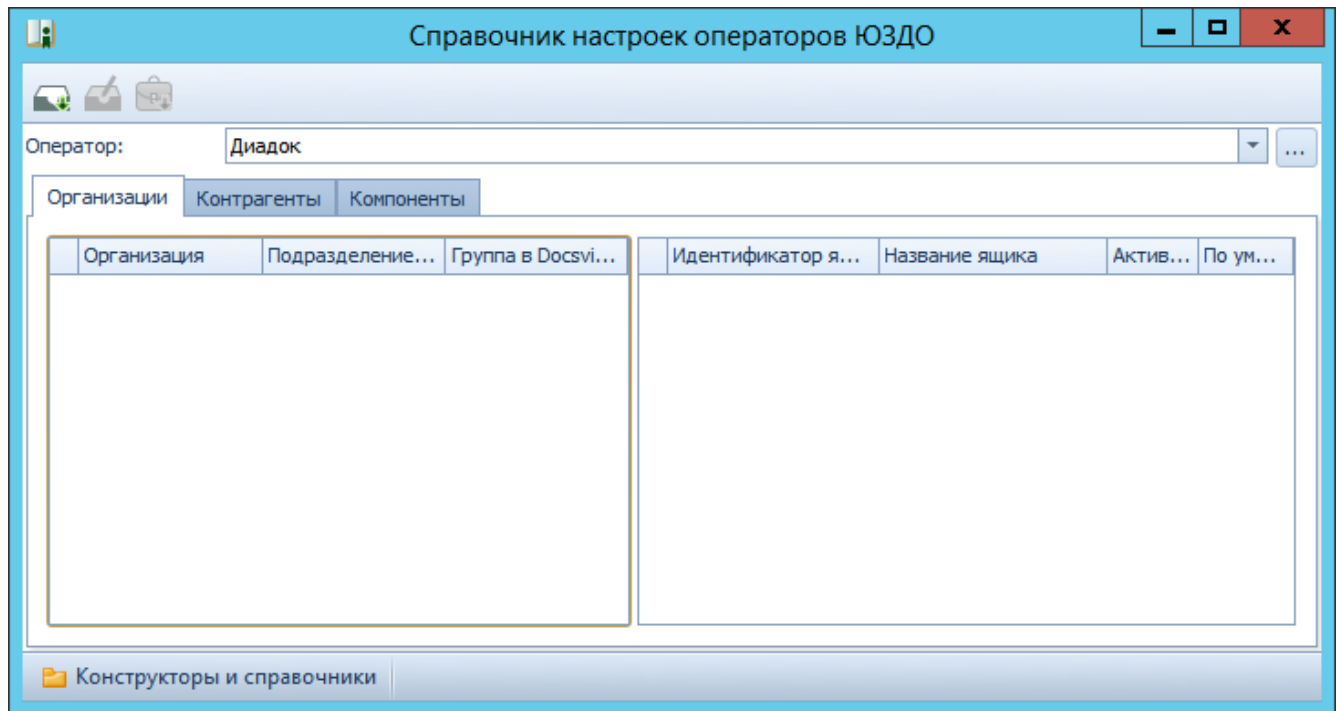 Справочник настроек операторов ЮЗДО
Оператор: Диадок ...
Организации Контрагенты Компоненты
Организация Подразделение... Группа в Docsvi... Идентификатор я... Название ящика Актив... По ум...
Конструкторы и справочники